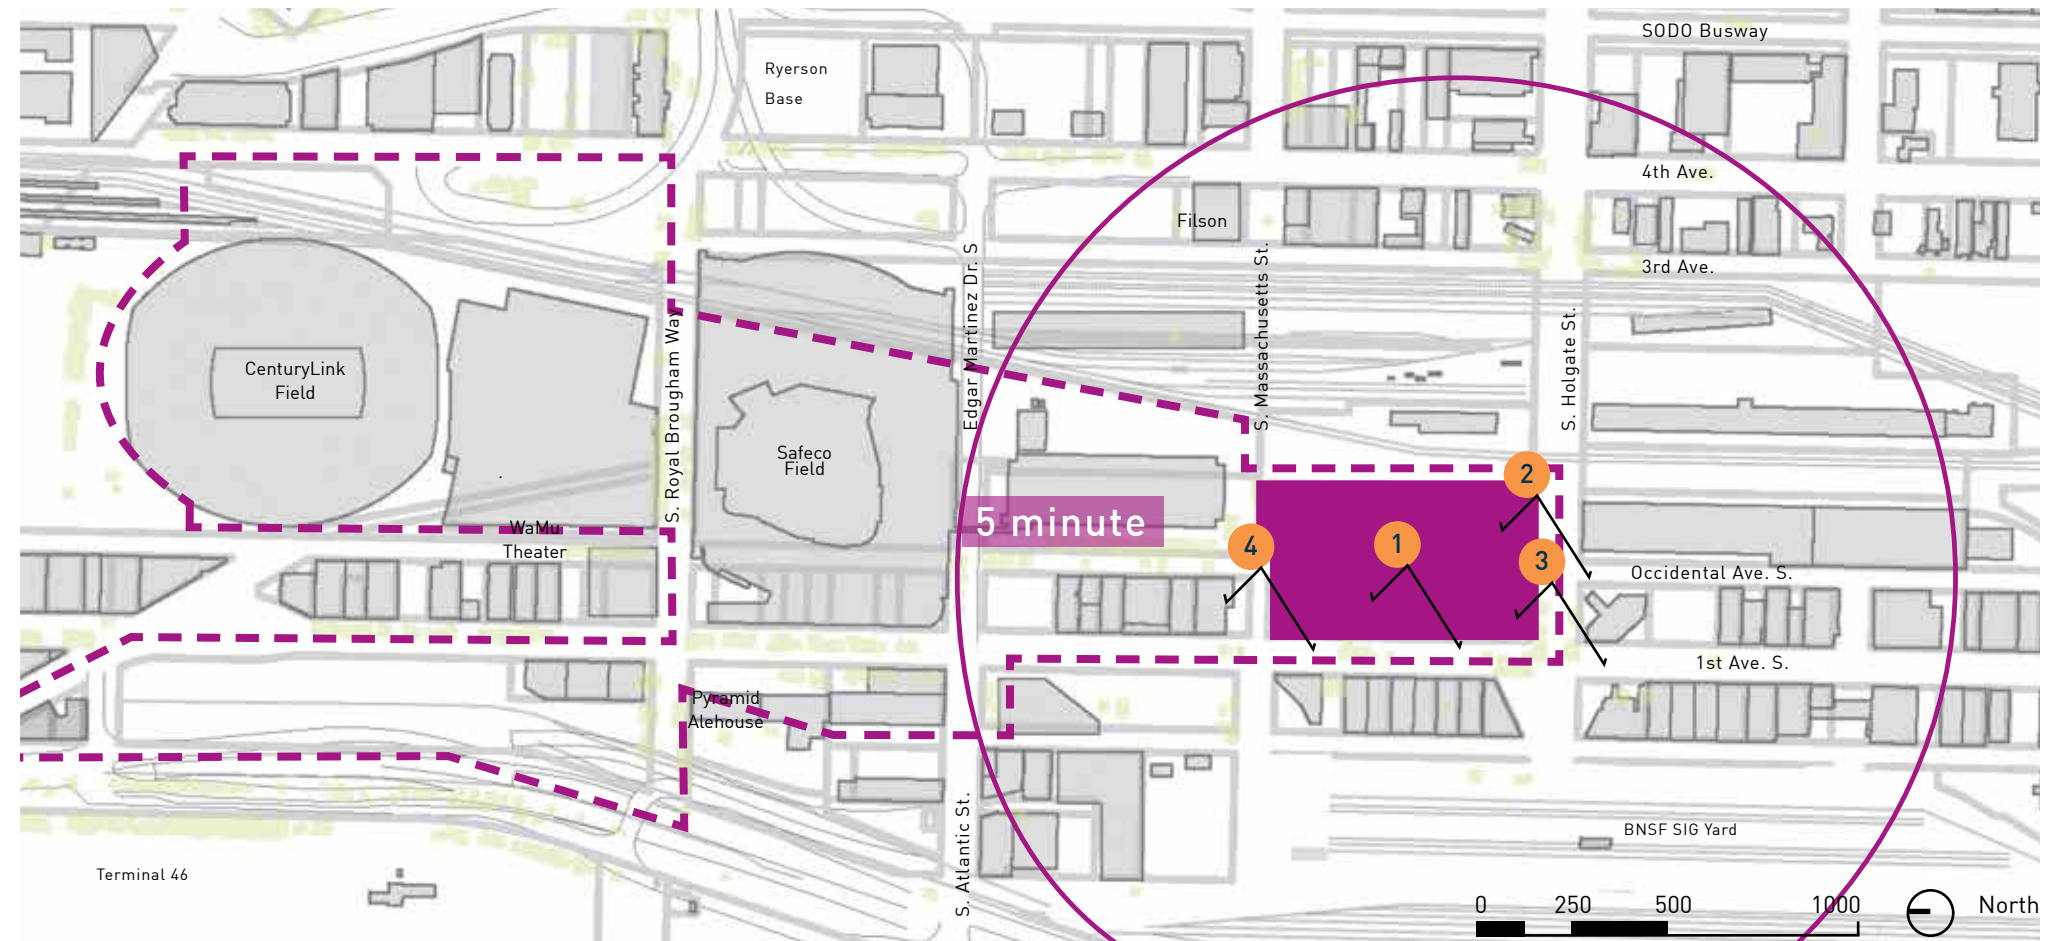 SODO Busway
Ryerson
Base
4th Ave.
Filson
3rd Ave.
S. Royal Brougham Way
Edgar Martinez Dr. S
S. Massachusetts St.
S. Holgate St.
CenturyLink
Field
Safeco
Field
2
5 minute
4
1
3
WaMu
Theater
Occidental Ave. S.
1st Ave. S.
Pyramid
Alehouse
S. Atlantic St.
BNSF SIG Yard
Terminal 46
0 250 500 1000
North